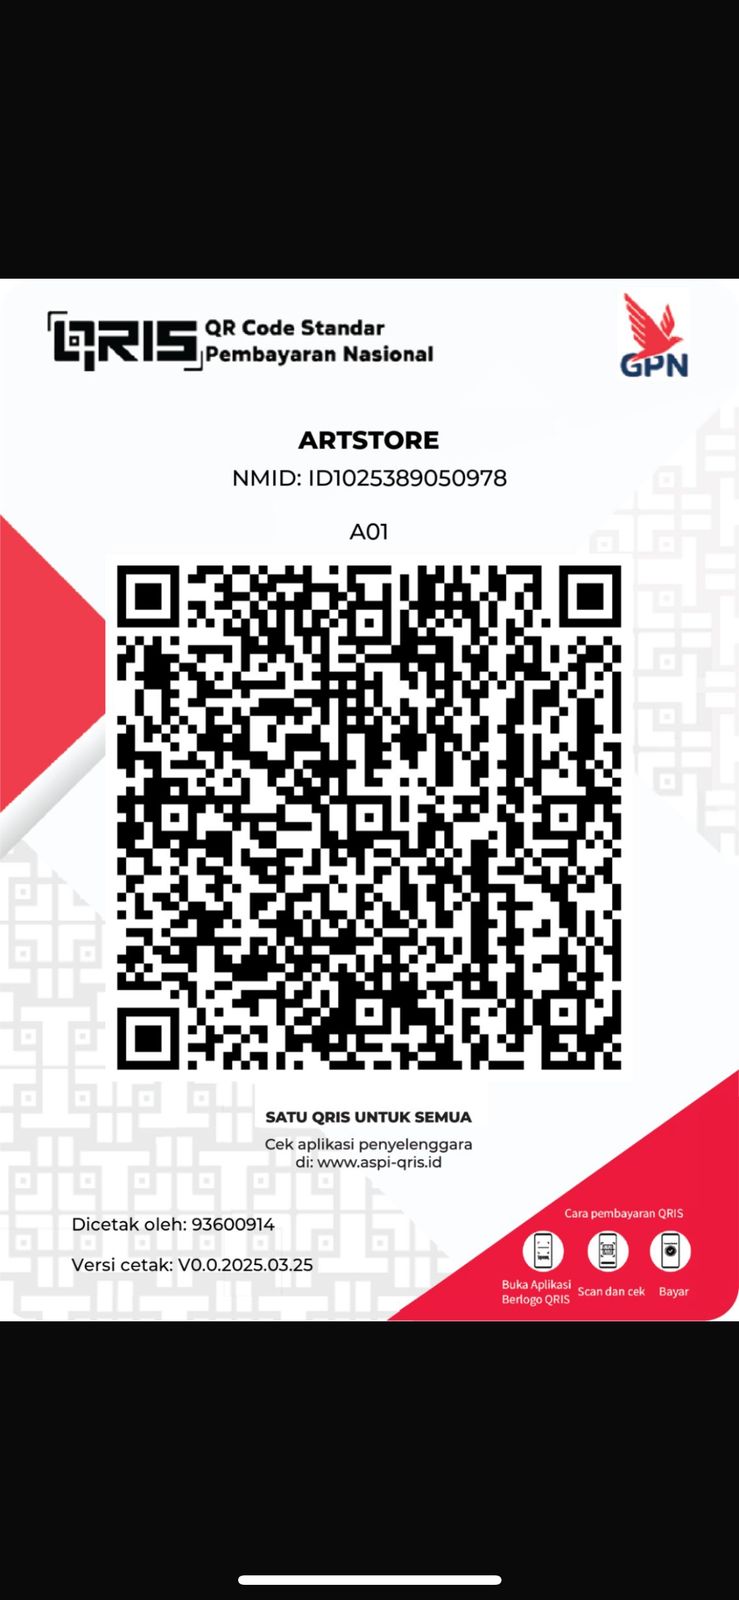 QRIS
QR Code Standar
Pembayaran Nasional
GPN
ARTSTORE
NMID: ID1025389050978
A01
SATU QRIS UNTUK SEMUA
Cek aplikasi penyelenggara
di: www.aspi-qris.id
Dicetak oleh: 93600914
Versi cetak: V0.0.2025.03.25
Cara pembayaran QRIS
Buka Aplikasi
Berlogo QRIS
Scan dan cek
Bayar